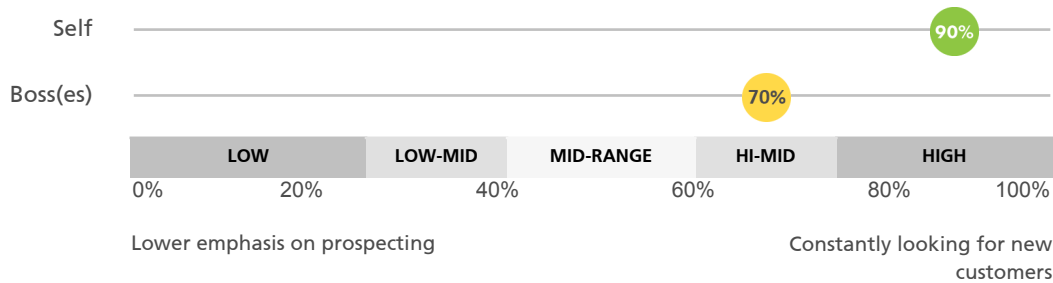 Self
90%
Boss(es)
70%
LOW LOW-MID MID-RANGE HI-MID HIGH
0% 20% 40% 60% 80% 100%
Lower emphasis on prospecting
Constantly looking for new
customers